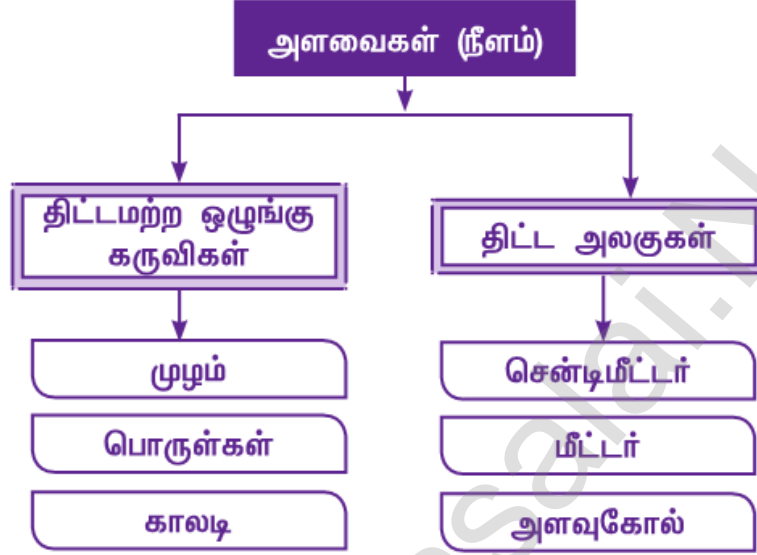 அளவைகள் (நீளம்)
திட்டமற்ற ஒழுங்கு
கருவிகள்
திட்ட அலகுகள்
முழம்
பொருள்கள்
காலடி
சென்டிமீட்டர்
மீட்டர்
அளவுகோல்